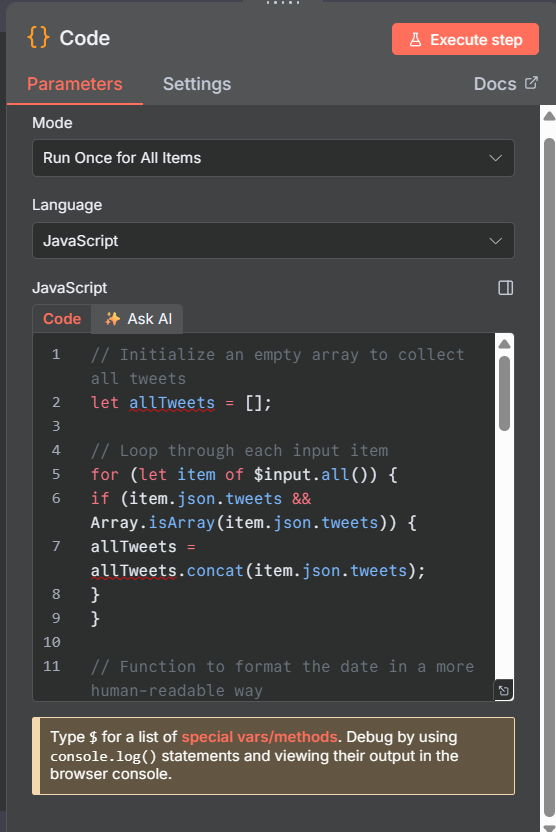 {} Code
Execute step
Parameters Settings Docs
Mode
Run Once for All Items
Language
JavaScript
JavaScript
Code ✨ Ask AI
1 // Initialize an empty array to collect
all tweets
2 let allTweets = [];
3
4 // Loop through each input item
5 for (let item of $input.all()) {
6 if (item.json.tweets &&
Array.isArray(item.json.tweets)) {
7 allTweets =
allTweets.concat(item.json.tweets);
8 }
9 }
10
11 // Function to format the date in a more
human-readable way
Type $ for a list of special vars/methods. Debug by using
console.log() statements and viewing their output in the
browser console.